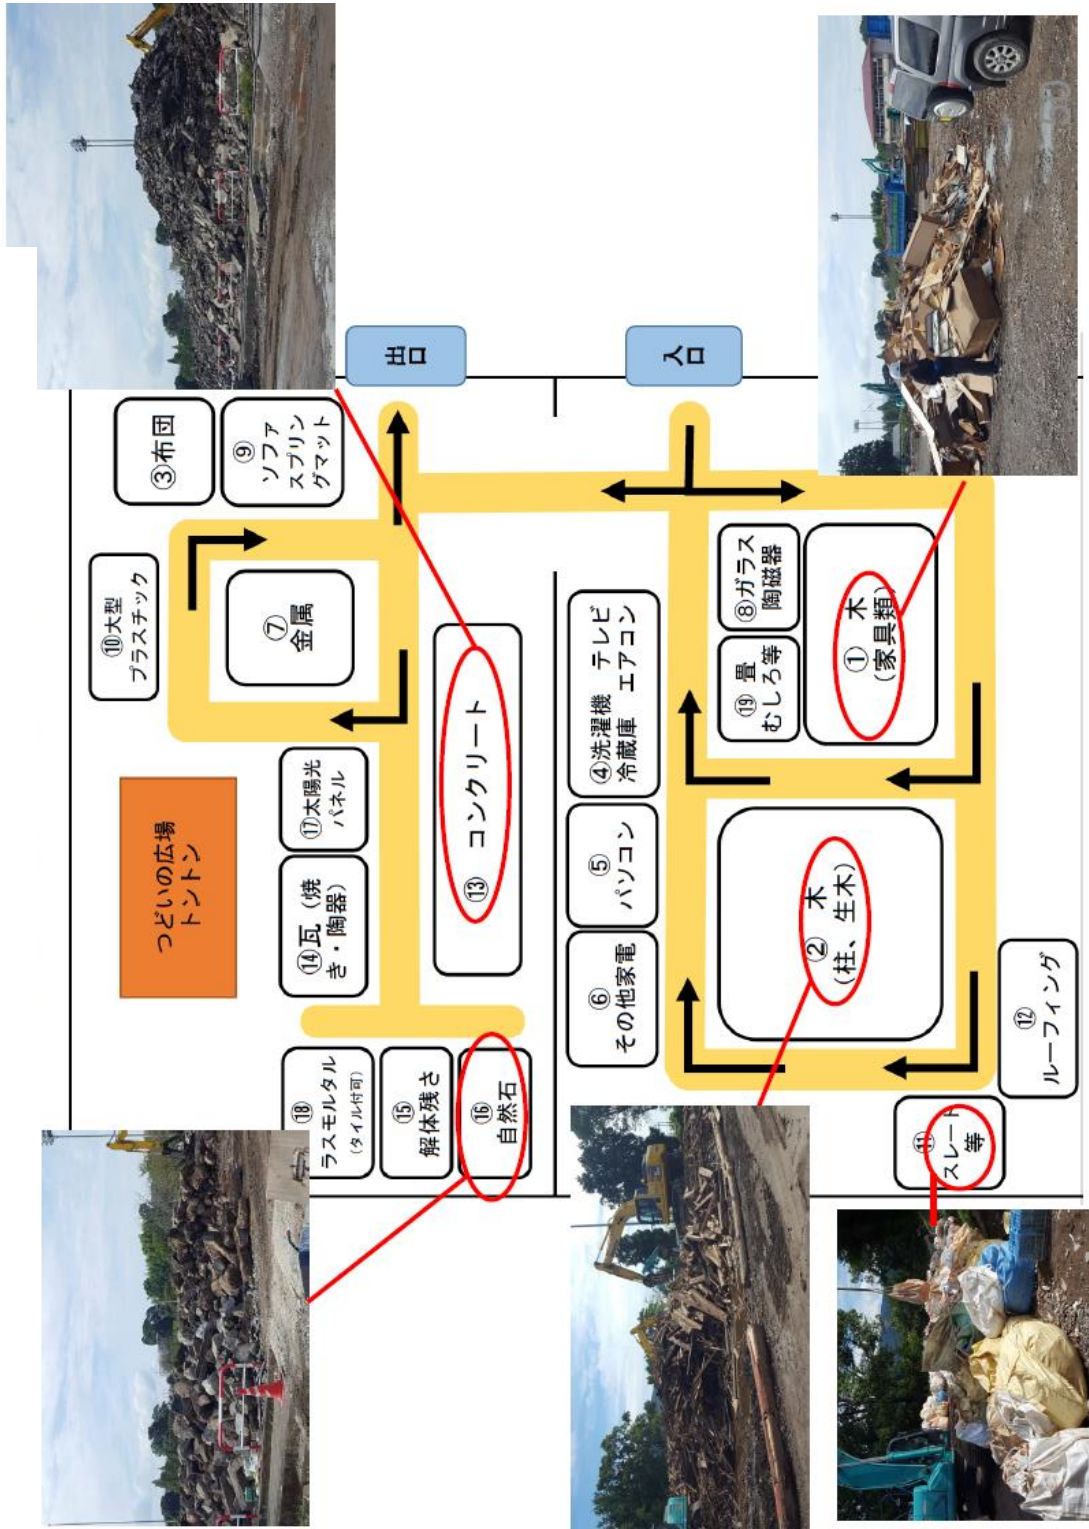 出口
入口
③布団
⑨
ソファ
スプリン
グマット
⑩大型
プラスチック
⑦
金属
⑧ガラス
陶磁器
⑲ 畳
むしろ等
① 木
(家具類)
④洗濯機 テレビ
冷蔵庫 エアコン
⑬ コンクリート
⑰太陽光
パネル
つどいの広場
トントン
⑭瓦(焼
き・陶器)
⑤
パソコン
② 木
(柱、生木)
⑥
その他家電
⑫
ルーフィング
⑱
ラスモルタル
(タイル付可)
⑮
解体残さ
⑯
自然石
⑪
スレート
等